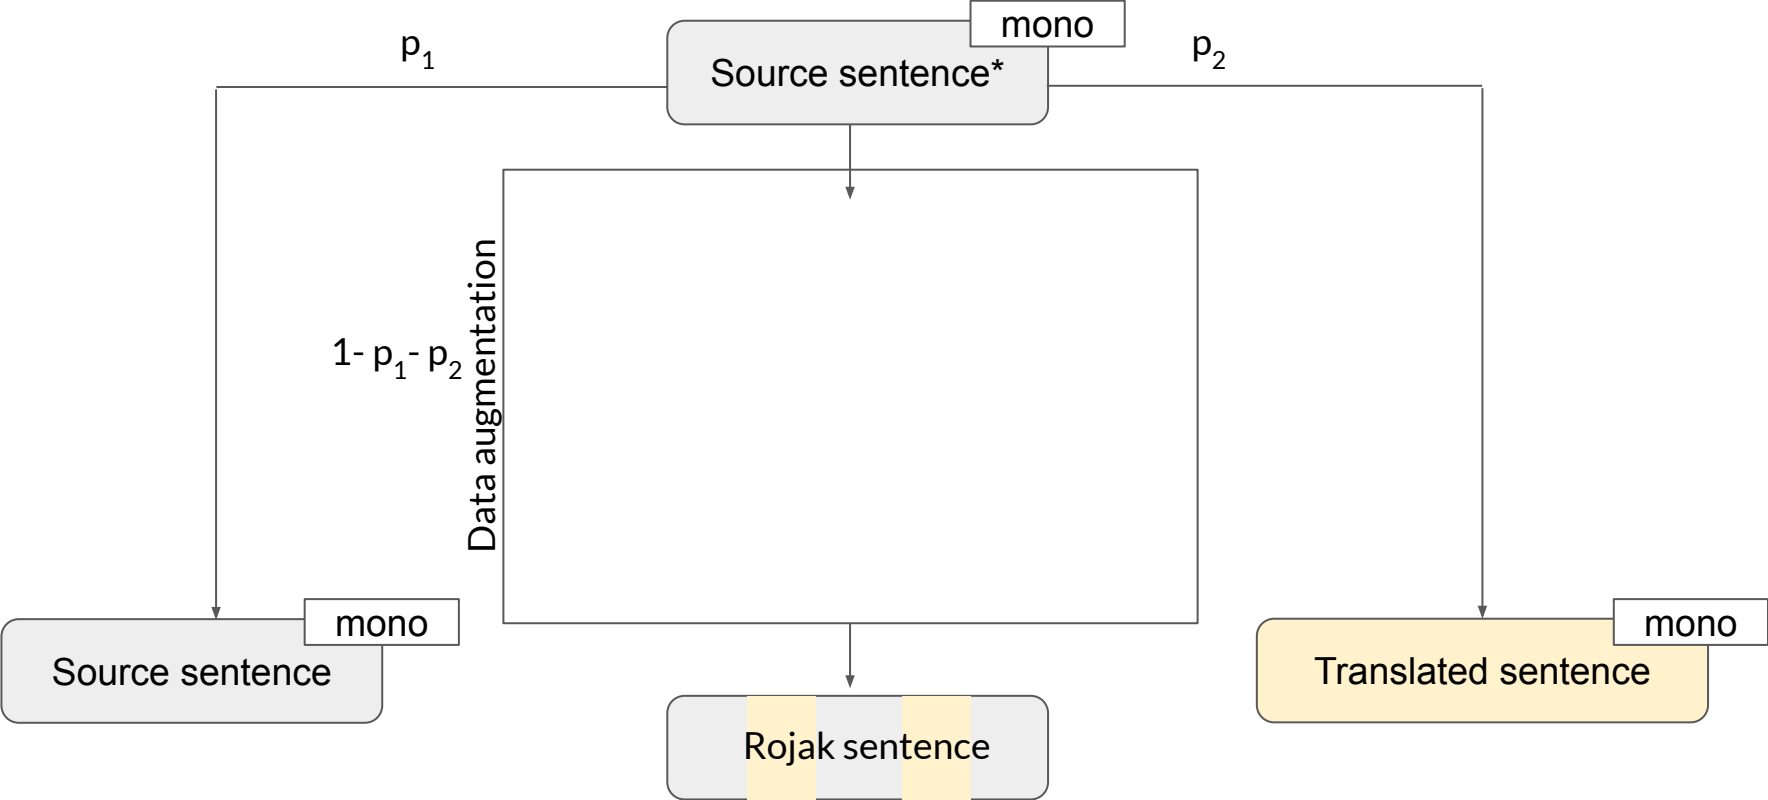 mono
Source sentence*
p1
p2
1- p1- p2
Data augmentation
mono
Source sentence
mono
Translated sentence
Rojak sentence